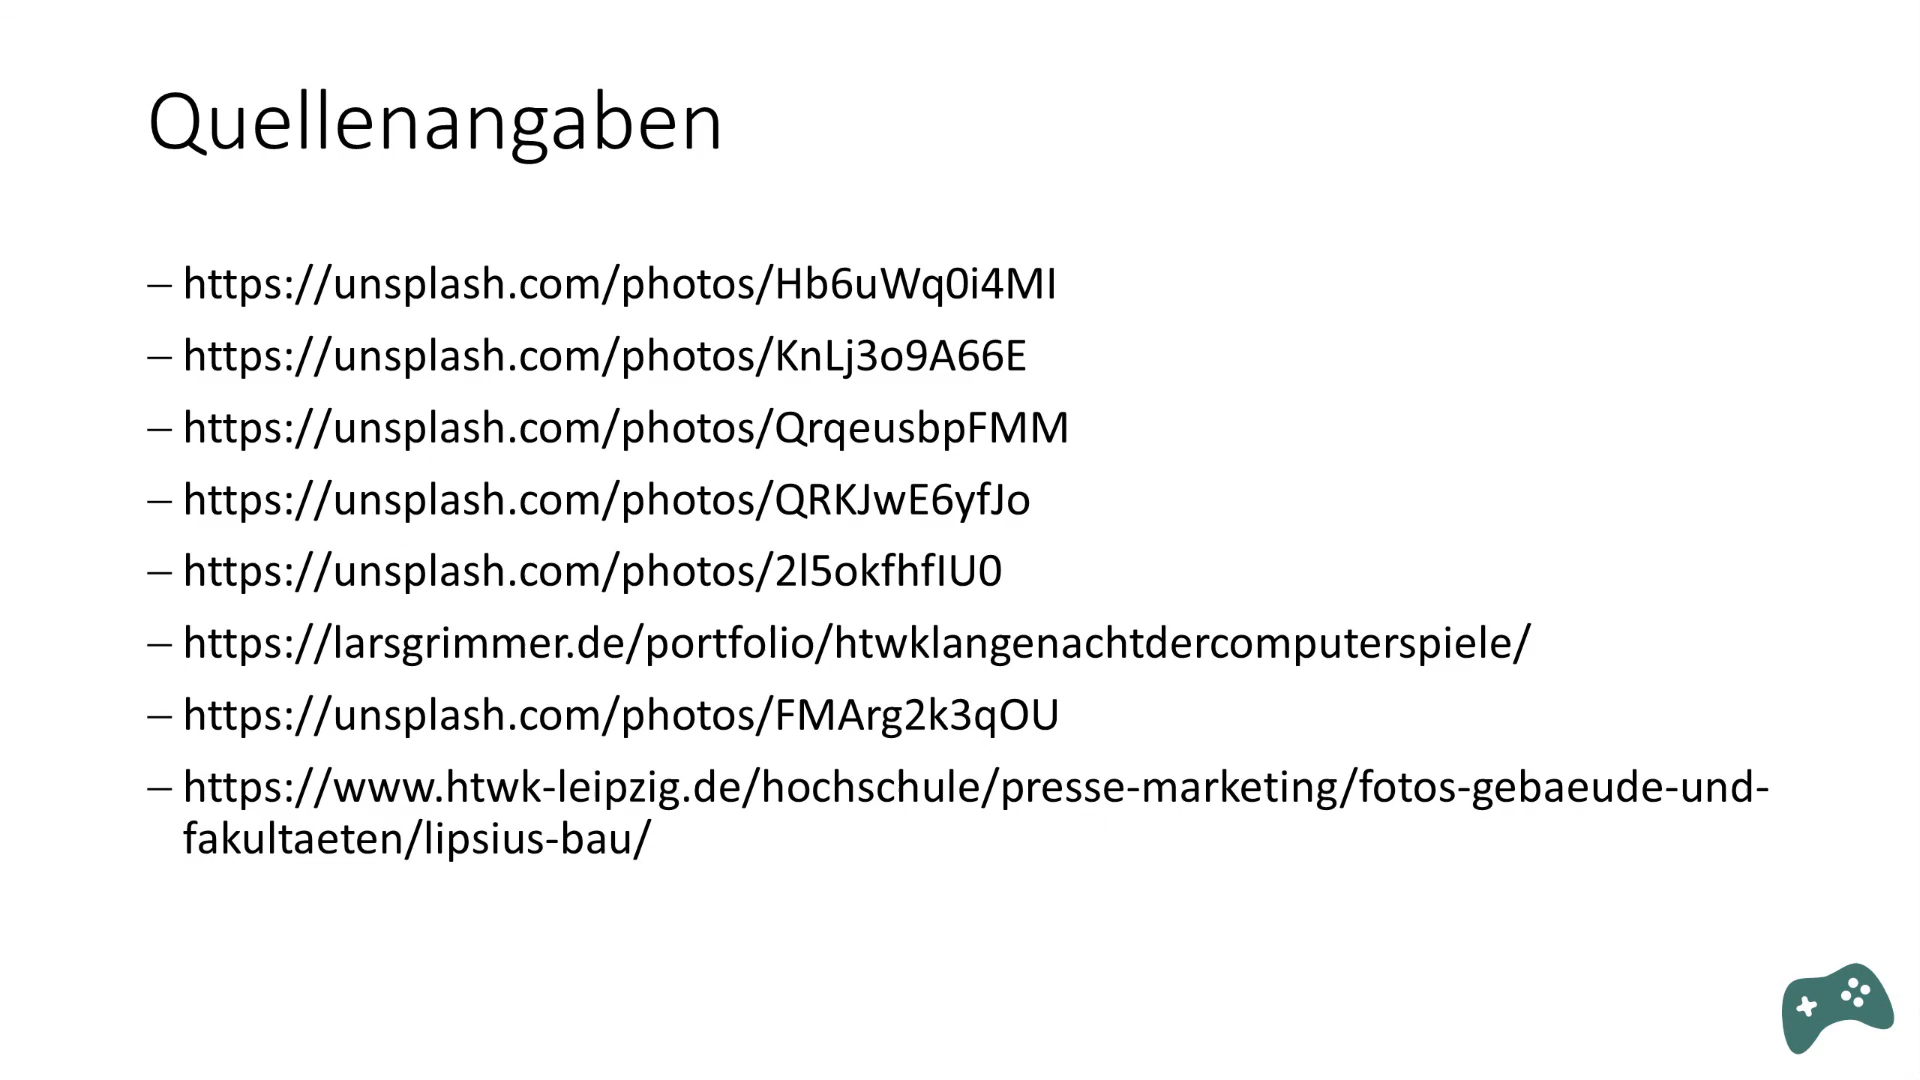 Quellenangaben
– https://unsplash.com/photos/Hb6uWq0i4MI
– https://unsplash.com/photos/KnLj3o9A66E
– https://unsplash.com/photos/QrqeusbpFMM
– https://unsplash.com/photos/QRKJwE6yfJo
– https://unsplash.com/photos/2l5okfhfIU0
– https://larsgrimmer.de/portfolio/htwklangenachtdercomputerspiele/
– https://unsplash.com/photos/FMArg2k3qOU
– https://www.htwk-leipzig.de/hochschule/presse-marketing/fotos-gebaeude-und-
fakultaeten/lipsius-bau/